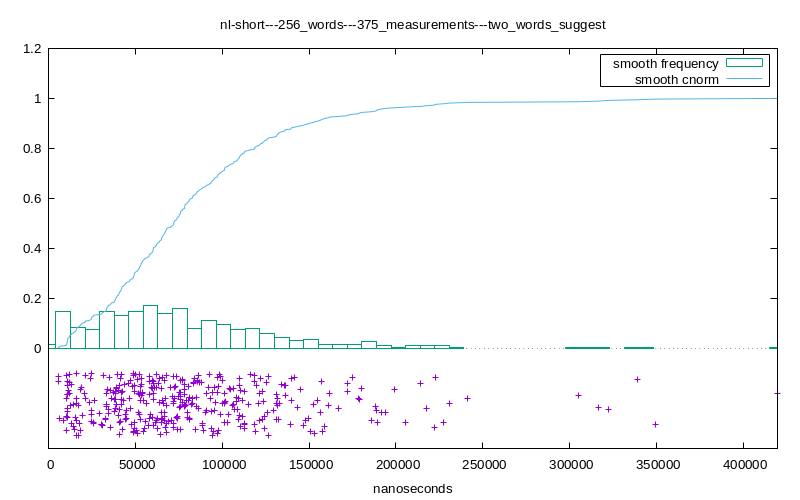 nl-short---256_words---375_measurements---two_words_suggest
1.2
smooth frequency
smooth cnorm
1
0.8
0.6
0.4
0.2
0
0 50000 100000 150000 200000 250000 300000 350000 400000
nanoseconds